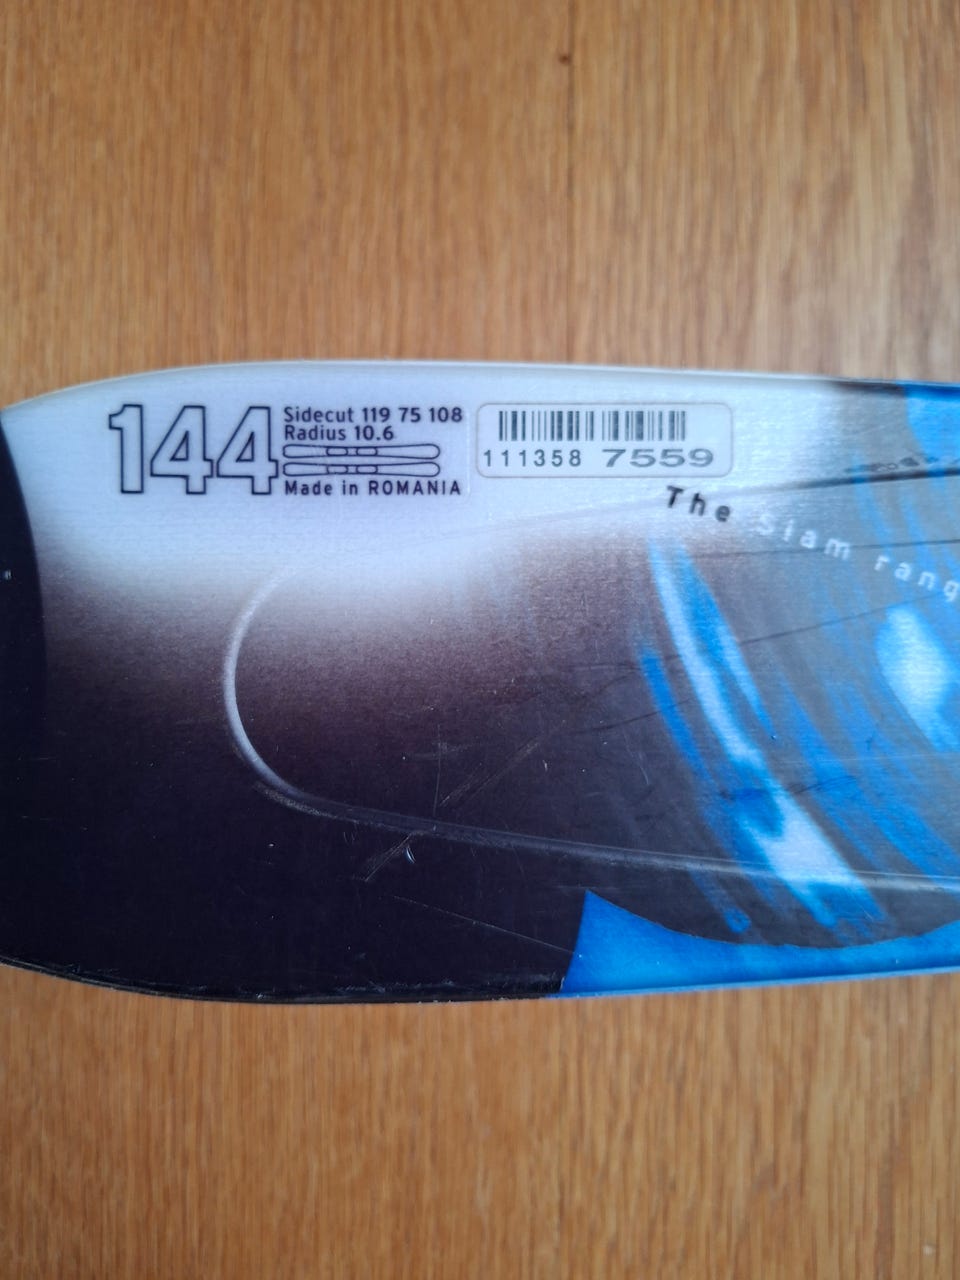 144
Sidecut 119 75 108
Radius 10.6
Made in ROMANIA
111358 7559
The Siam rang